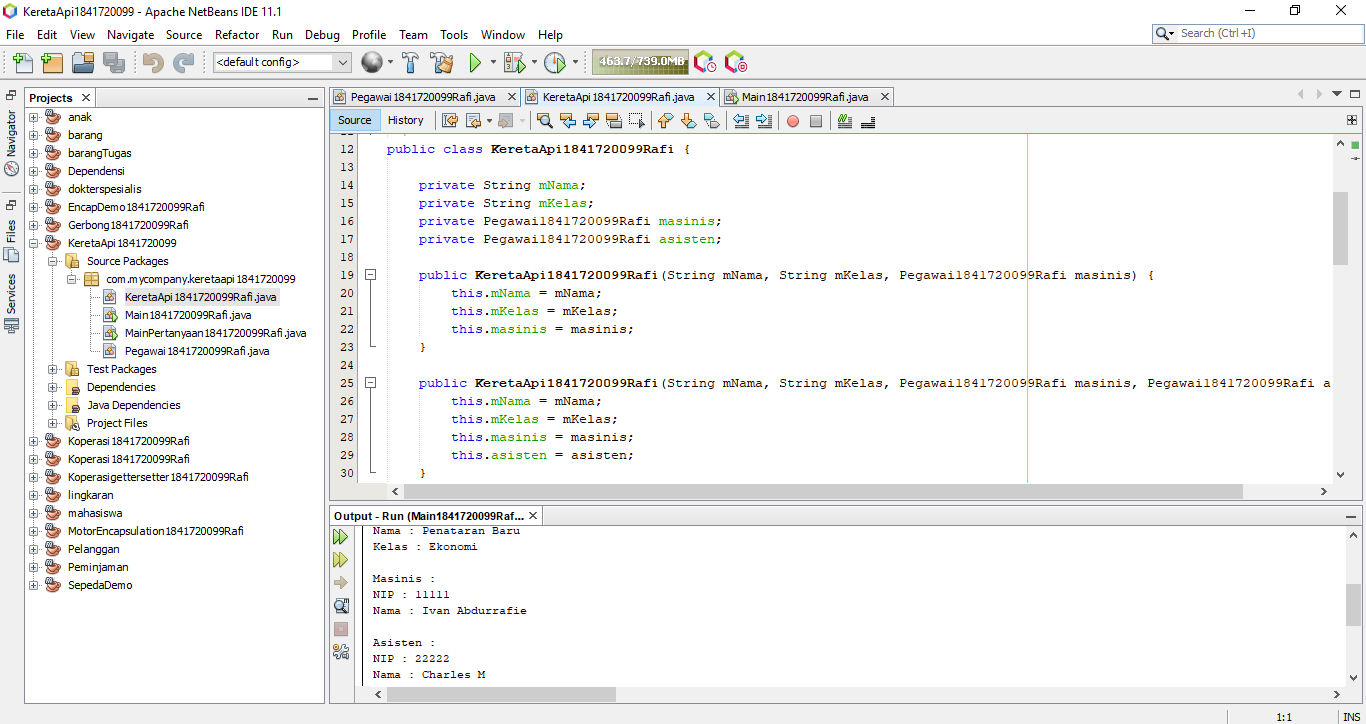 KeretaApi1841720099 - Apache NetBeans IDE 11.1
File Edit View Navigate Source Refactor Run Debug Profile Team Tools Window Help
Search (Ctrl+I)
<default config>
463.7/739.0MB
Projects
Navigator
Files
Services
anak
barang
barangTugas
Dependensi
dokterspesialis
EncapDemo1841720099Rafi
Gerbong1841720099Rafi
KeretaApi1841720099
Source Packages
com.mycompany.keretaapi1841720099
KeretaApi1841720099Rafi.java
Main1841720099Rafi.java
MainPertanyaan1841720099Rafi.java
Pegawai1841720099Rafi.java
Test Packages
Dependencies
Java Dependencies
Project Files
Koperasi1841720099Rafi
Koperasi1841720099Rafi
Koperasigettersetter1841720099Rafi
lingkaran
mahasiswa
MotorEncapsulation1841720099Rafi
Pelanggan
Peminjaman
SepedaDemo
Pegawai1841720099Rafi.java KeretaApi1841720099Rafi.java Main1841720099Rafi.java
Source History
12 public class KeretaApi1841720099Rafi {
13
14 private String mNama;
15 private String mKelas;
16 private Pegawai1841720099Rafi masinis;
17 private Pegawai1841720099Rafi asisten;
18
19 public KeretaApi1841720099Rafi(String mNama, String mKelas, Pegawai1841720099Rafi masinis) {
20 this.mNama = mNama;
21 this.mKelas = mKelas;
22 this.masinis = masinis;
23 }
24
25 public KeretaApi1841720099Rafi(String mNama, String mKelas, Pegawai1841720099Rafi masinis, Pegawai1841720099Rafi a
26 this.mNama = mNama;
27 this.mKelas = mKelas;
28 this.masinis = masinis;
29 this.asisten = asisten;
30 }
Output - Run (Main1841720099Raf...
Nama : Penataran Baru
Kelas : Ekonomi
Masinis :
NIP : 11111
Nama : Ivan Abdurrafie
Asisten :
NIP : 22222
Nama : Charles M
1:1 INS